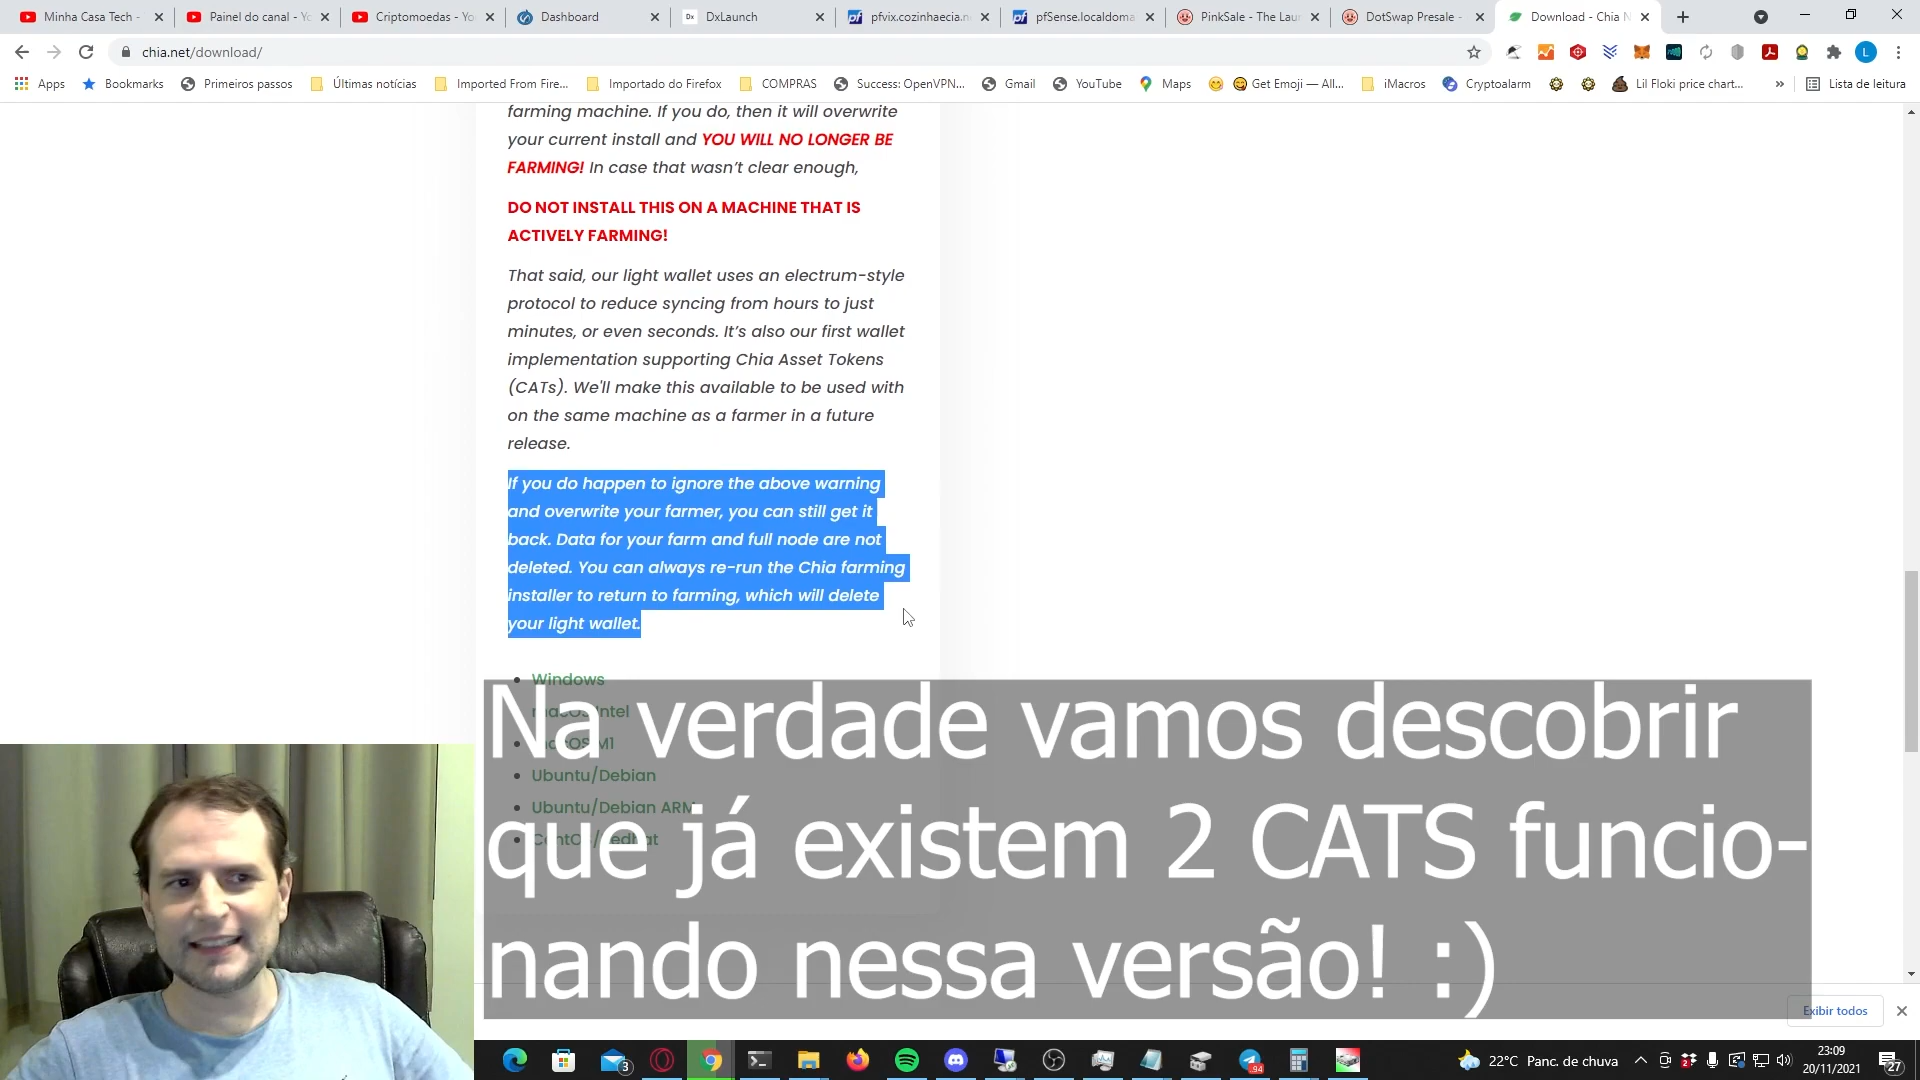 Minha Casa Tech -
Painel do canal - Yo
Criptomoedas - Yo
Dashboard
DxLaunch
pfvix.cozinhaecia.n
pfSense.localdoma
PinkSale - The Lau
DotSwap Presale -
Download - Chia N
chia.net/download/
Apps
Bookmarks
Primeiros passos
Últimas notícias
Imported From Fire...
Importado do Firefox
COMPRAS
Success: OpenVPN...
Gmail
YouTube
Maps
Get Emoji — All...
iMacros
Cryptoalarm
Lil Floki price chart...
»
Lista de leitura
farming machine. If you do, then it will overwrite
your current install and YOU WILL NO LONGER BE
FARMING! In case that wasn’t clear enough,
DO NOT INSTALL THIS ON A MACHINE THAT IS
ACTIVELY FARMING!
That said, our light wallet uses an electrum-style
protocol to reduce syncing from hours to just
minutes, or even seconds. It’s also our first wallet
implementation supporting Chia Asset Tokens
(CATs). We'll make this available to be used with
on the same machine as a farmer in a future
release.
If you do happen to ignore the above warning
and overwrite your farmer, you can still get it
back. Data for your farm and full node are not
deleted. You can always re-run the Chia farming
installer to return to farming, which will delete
your light wallet.
Windows
macOS Intel
macOS M1
Ubuntu/Debian
Ubuntu/Debian ARM
CentOS/Redhat
Na verdade vamos descobrir
que já existem 2 CATS funcio-
nando nessa versão! :)
Exibir todos
22°C Panc. de chuva
23:09
20/11/2021
27
3
94